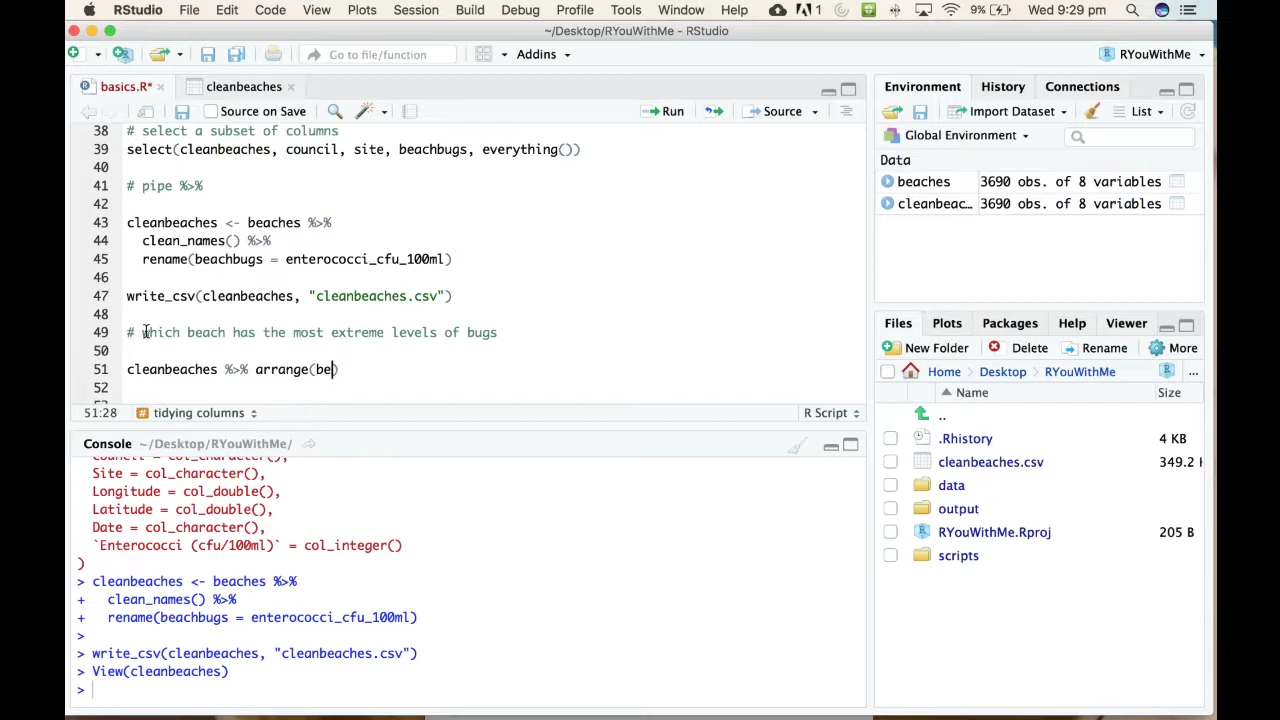 RStudio File Edit Code View Plots Session Build Debug Profile Tools Window Help 1 9% Wed 9:29 pm
~/Desktop/RYouWithMe - RStudio
Go to file/function Addins RYouWithMe
basics.R* cleanbeaches
Source on Save Run Source
38 # select a subset of columns
39 select(cleanbeaches, council, site, beachbugs, everything())
40
41 # pipe %>%
42
43 cleanbeaches <- beaches %>%
44 clean_names() %>%
45 rename(beachbugs = enterococci_cfu_100ml)
46
47 write_csv(cleanbeaches, "cleanbeaches.csv")
48
49 # which beach has the most extreme levels of bugs
50
51 cleanbeaches %>% arrange(be)
52
51:28 # tidying columns R Script
Console ~/Desktop/RYouWithMe/
Council = col_character(),
Site = col_character(),
Longitude = col_double(),
Latitude = col_double(),
Date = col_character(),
`Enterococci (cfu/100ml)` = col_integer()
)
> cleanbeaches <- beaches %>%
+ clean_names() %>%
+ rename(beachbugs = enterococci_cfu_100ml)
>
> write_csv(cleanbeaches, "cleanbeaches.csv")
> View(cleanbeaches)
>
Environment History Connections
Import Dataset List
Global Environment
Data
beaches 3690 obs. of 8 variables
cleanbeac… 3690 obs. of 8 variables
Files Plots Packages Help Viewer
New Folder Delete Rename More
Home Desktop RYouWithMe ...
Name Size
..
.Rhistory 4 KB
cleanbeaches.csv 349.2
data
output
RYouWithMe.Rproj 205 B
scripts